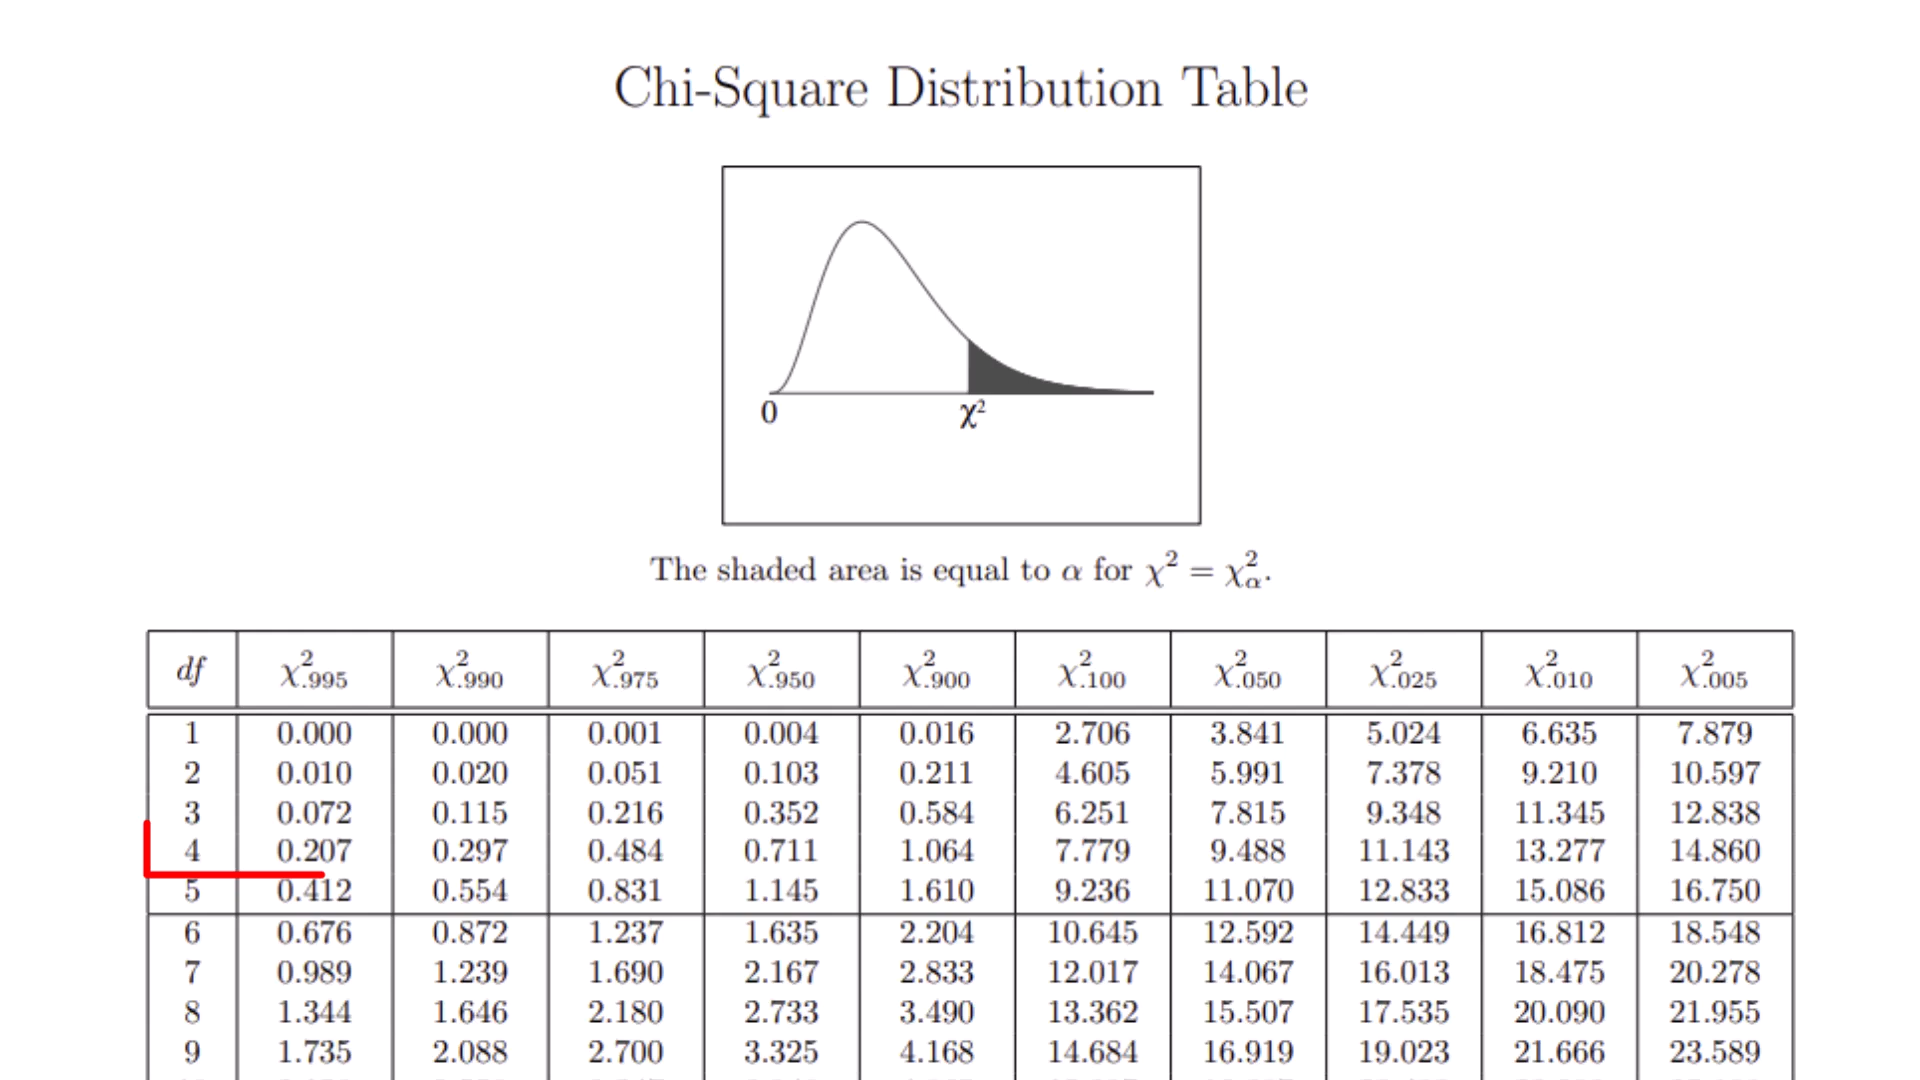 Chi-Square Distribution Table
0 χ²
The shaded area is equal to α for χ² = χ²α.
df χ².995 χ².990 χ².975 χ².950 χ².900 χ².100 χ².050 χ².025 χ².010 χ².005
1 0.000 0.000 0.001 0.004 0.016 2.706 3.841 5.024 6.635 7.879
2 0.010 0.020 0.051 0.103 0.211 4.605 5.991 7.378 9.210 10.597
3 0.072 0.115 0.216 0.352 0.584 6.251 7.815 9.348 11.345 12.838
4 0.207 0.297 0.484 0.711 1.064 7.779 9.488 11.143 13.277 14.860
5 0.412 0.554 0.831 1.145 1.610 9.236 11.070 12.833 15.086 16.750
6 0.676 0.872 1.237 1.635 2.204 10.645 12.592 14.449 16.812 18.548
7 0.989 1.239 1.690 2.167 2.833 12.017 14.067 16.013 18.475 20.278
8 1.344 1.646 2.180 2.733 3.490 13.362 15.507 17.535 20.090 21.955
9 1.735 2.088 2.700 3.325 4.168 14.684 16.919 19.023 21.666 23.589